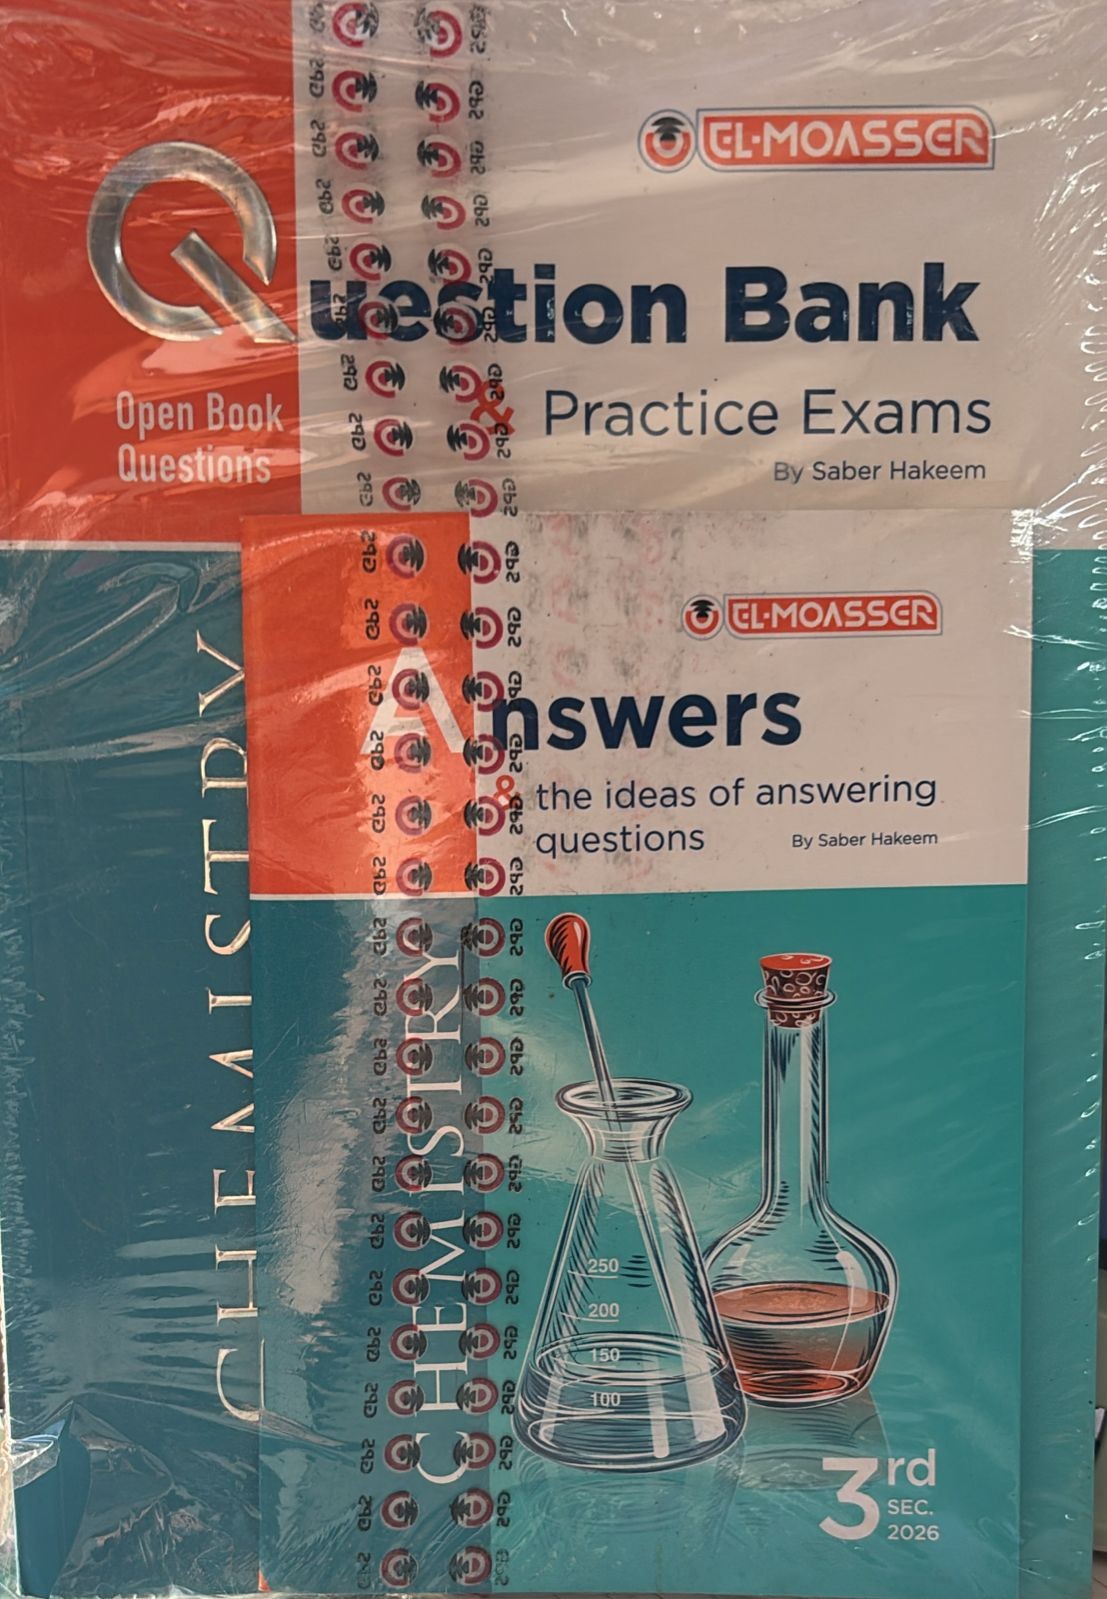 EL-MOASSER
Question Bank
Open Book
Questions
& Practice Exams
By Saber Hakeem
CHEMISTRY
EL-MOASSER
Answers
& the ideas of answering
questions
By Saber Hakeem
CHEMISTRY
250
200
150
100
3rd
SEC.
2026